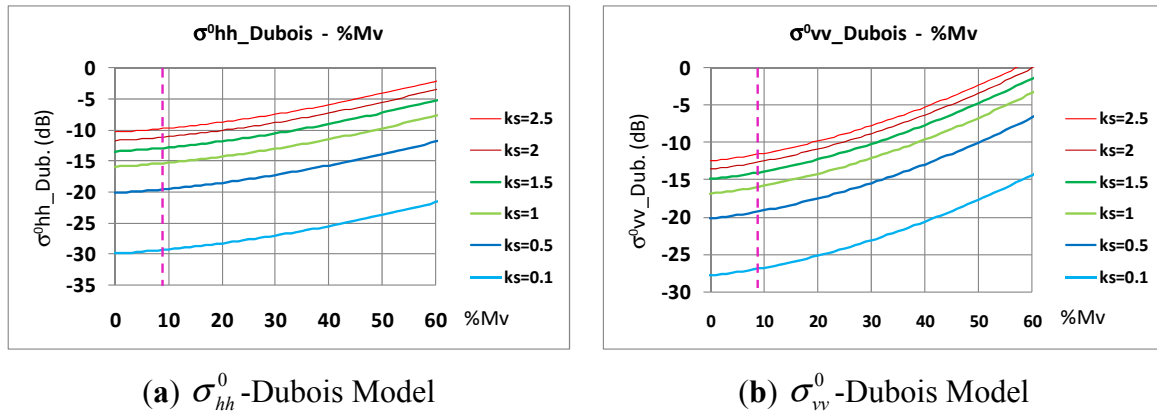 σ⁰hh_Dubois - %Mv
σ⁰hh_Dub. (dB)
0
-5
-10
-15
-20
-25
-30
-35
0 10 20 30 40 50 60 %Mv
ks=2.5
ks=2
ks=1.5
ks=1
ks=0.5
ks=0.1
(a) σ⁰hh-Dubois Model
σ⁰vv_Dubois - %Mv
σ⁰vv_Dub. (dB)
0
-5
-10
-15
-20
-25
-30
0 10 20 30 40 50 60 %Mv
ks=2.5
ks=2
ks=1.5
ks=1
ks=0.5
ks=0.1
(b) σ⁰vv-Dubois Model